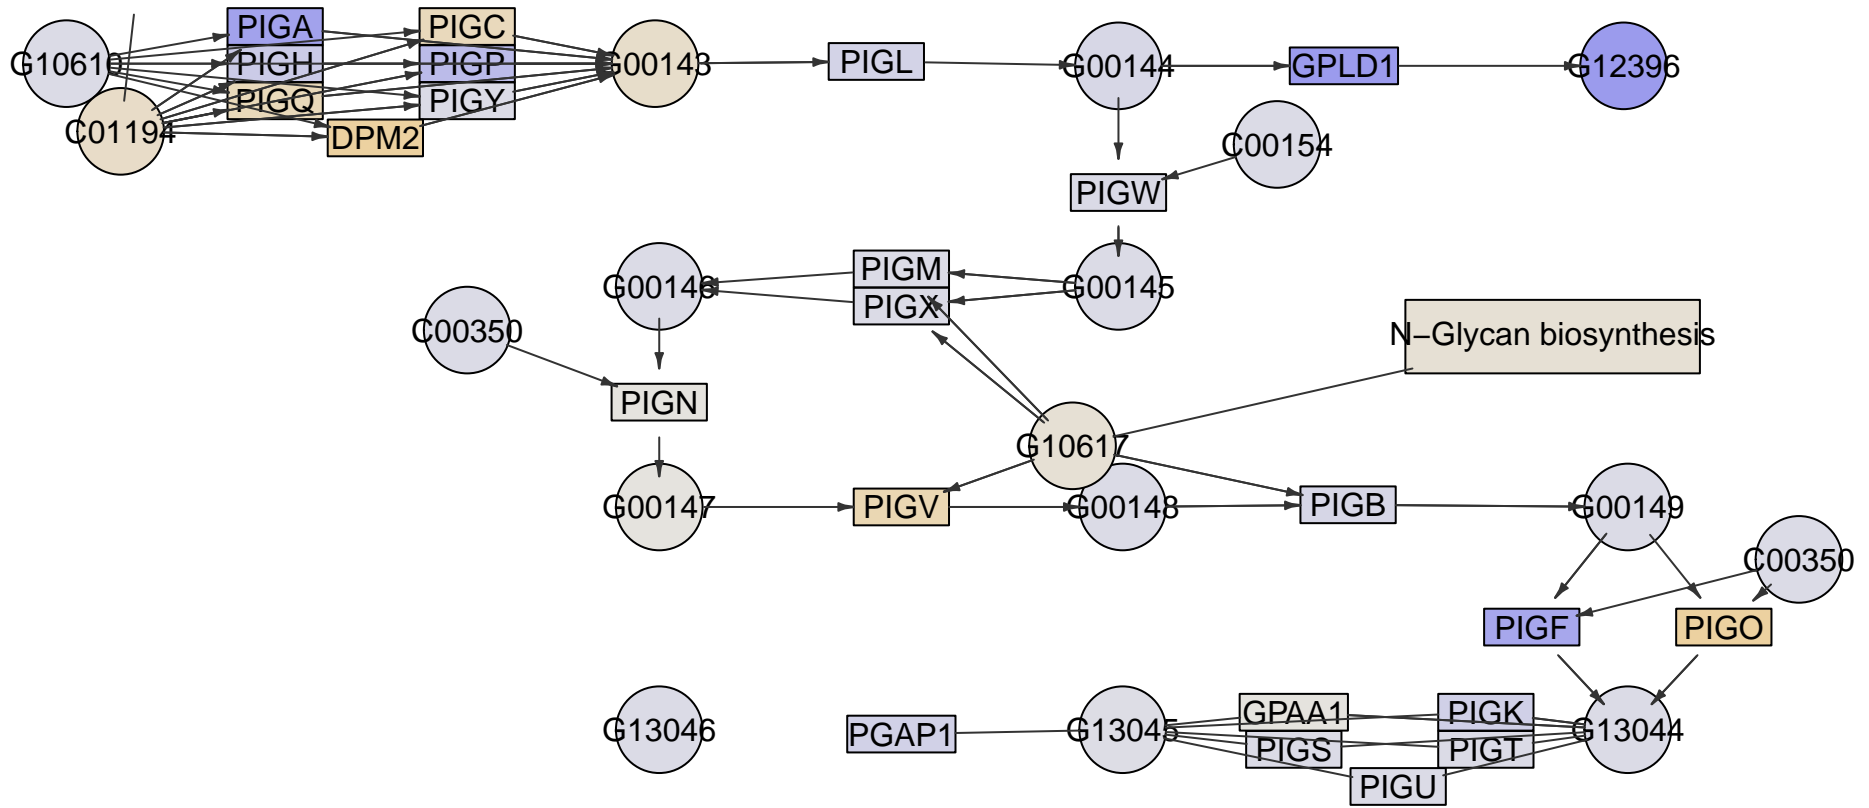 PIGA
PIGC
G10619
PIGH
PIGP
G00143
PIGL
G00144
GPLD1
G12396
PIGQ
PIGY
C01194
DPM2
C00154
PIGW
PIGM
G00146
G00145
PIGX
C00350
N–Glycan biosynthesis
PIGN
G10617
G00147
PIGV
G00148
PIGB
G00149
C00350
PIGF
PIGO
GPAA1
PIGK
G13046
PGAP1
G13045
G13044
PIGS
PIGT
PIGU